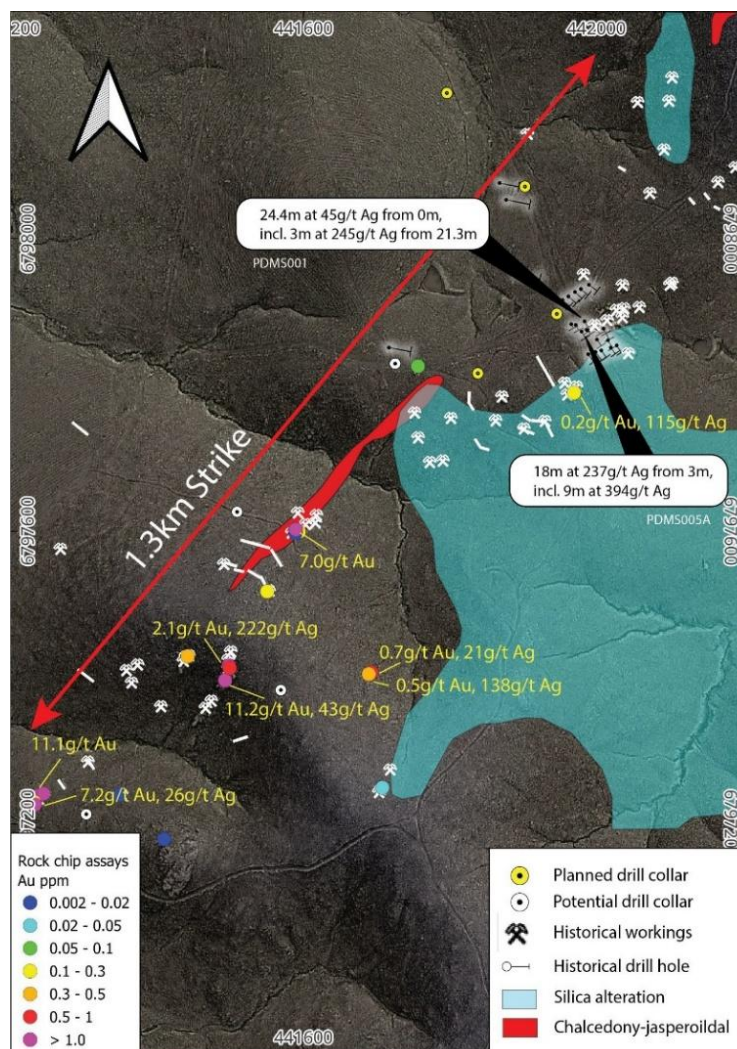 200
441600
442000
6798000
6798000
24.4m at 45g/t Ag from 0m,
incl. 3m at 245g/t Ag from 21.3m
PDMS001
0.2g/t Au, 115g/t Ag
18m at 237g/t Ag from 3m,
incl. 9m at 394g/t Ag
PDMS005A
1.3km Strike
6797600
6797600
7.0g/t Au
2.1g/t Au, 222g/t Ag
0.7g/t Au, 21g/t Ag
0.5g/t Au, 138g/t Ag
11.2g/t Au, 43g/t Ag
11.1g/t Au
7.2g/t Au, 26g/t Ag
97200
679720
Rock chip assays
Au ppm
0.002 - 0.02
0.02 - 0.05
0.05 - 0.1
0.1 - 0.3
0.3 - 0.5
0.5 - 1
> 1.0
Planned drill collar
Potential drill collar
Historical workings
Historical drill hole
Silica alteration
Chalcedony-jasperoildal
441600